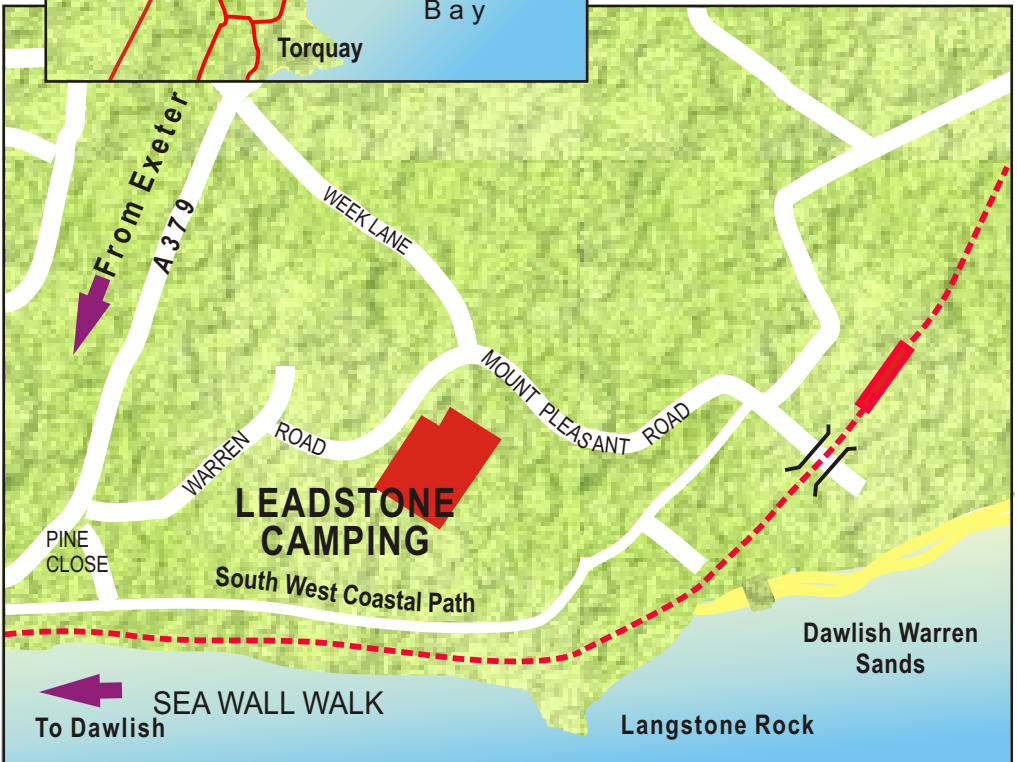 Bay
Torquay
From Exeter
A379
WEEK LANE
MOUNT PLEASANT ROAD
WARREN ROAD
LEADSTONE
CAMPING
PINE
CLOSE
South West Coastal Path
Dawlish Warren
Sands
SEA WALL WALK
To Dawlish
Langstone Rock